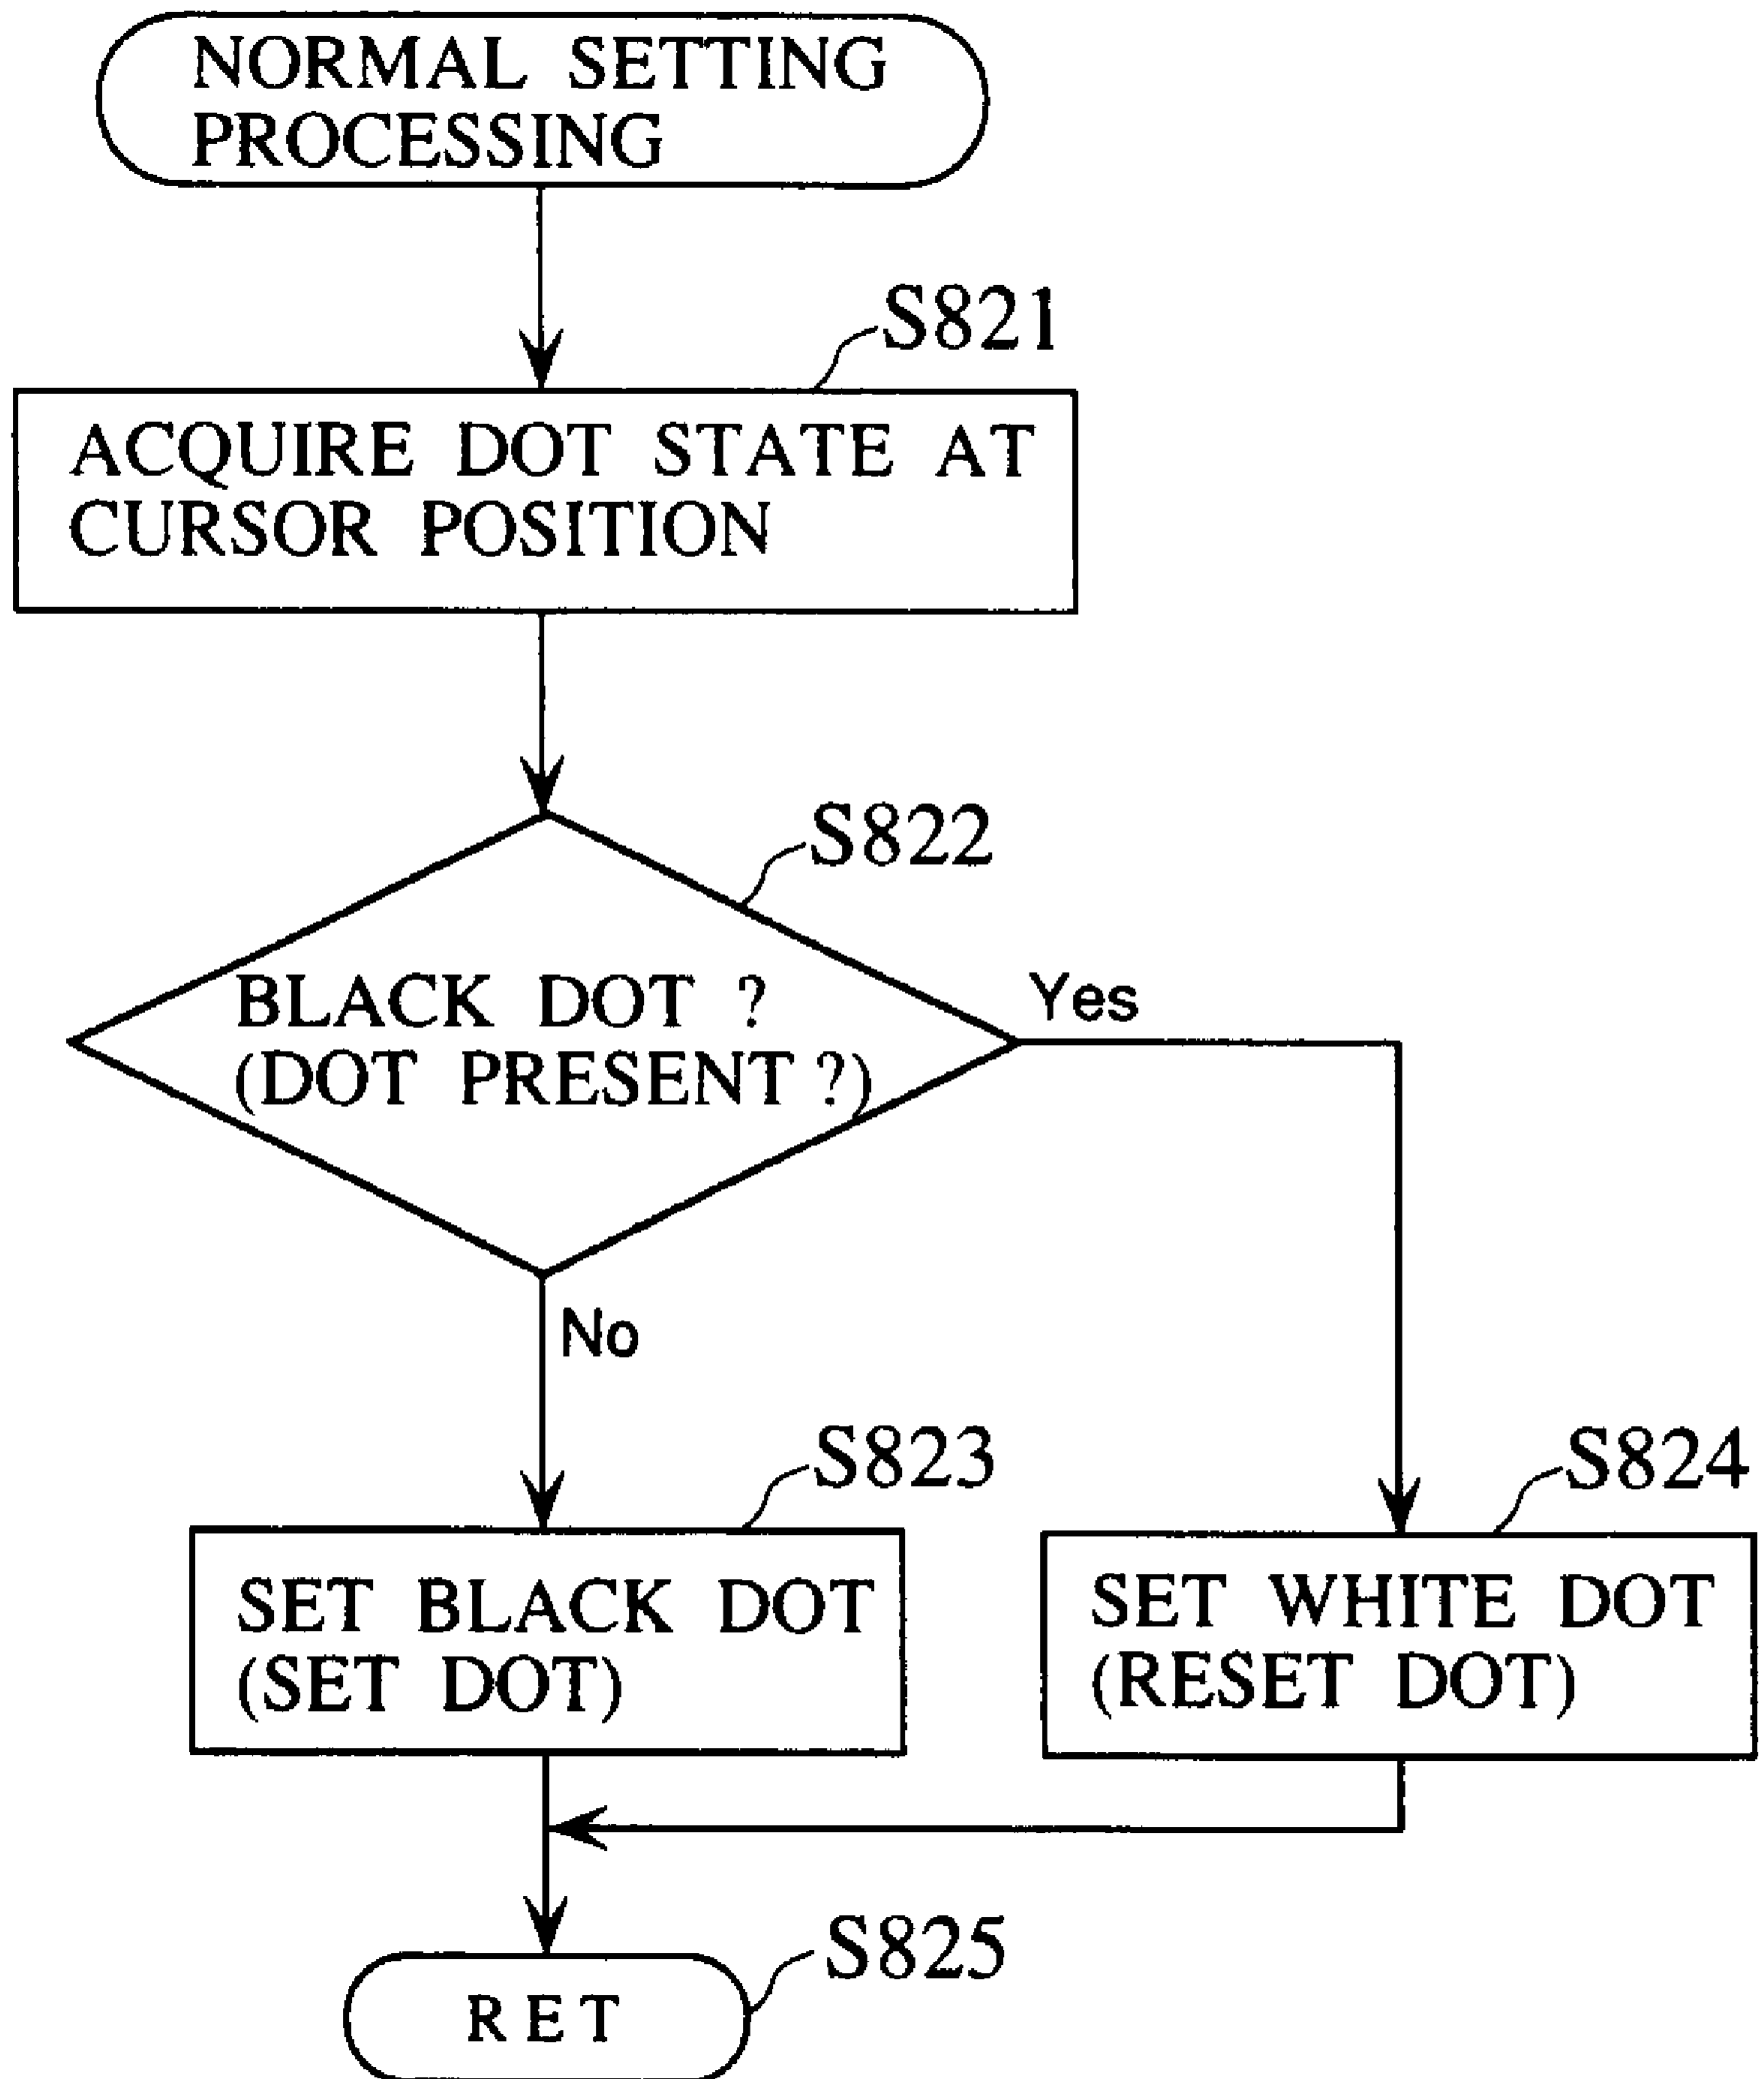 NORMAL SETTING
PROCESSING
S821
ACQUIRE DOT STATE AT
CURSOR POSITION
S822
BLACK DOT ?
(DOT PRESENT ?)
Yes
No
S823
SET BLACK DOT
(SET DOT)
S824
SET WHITE DOT
(RESET DOT)
S825
RET